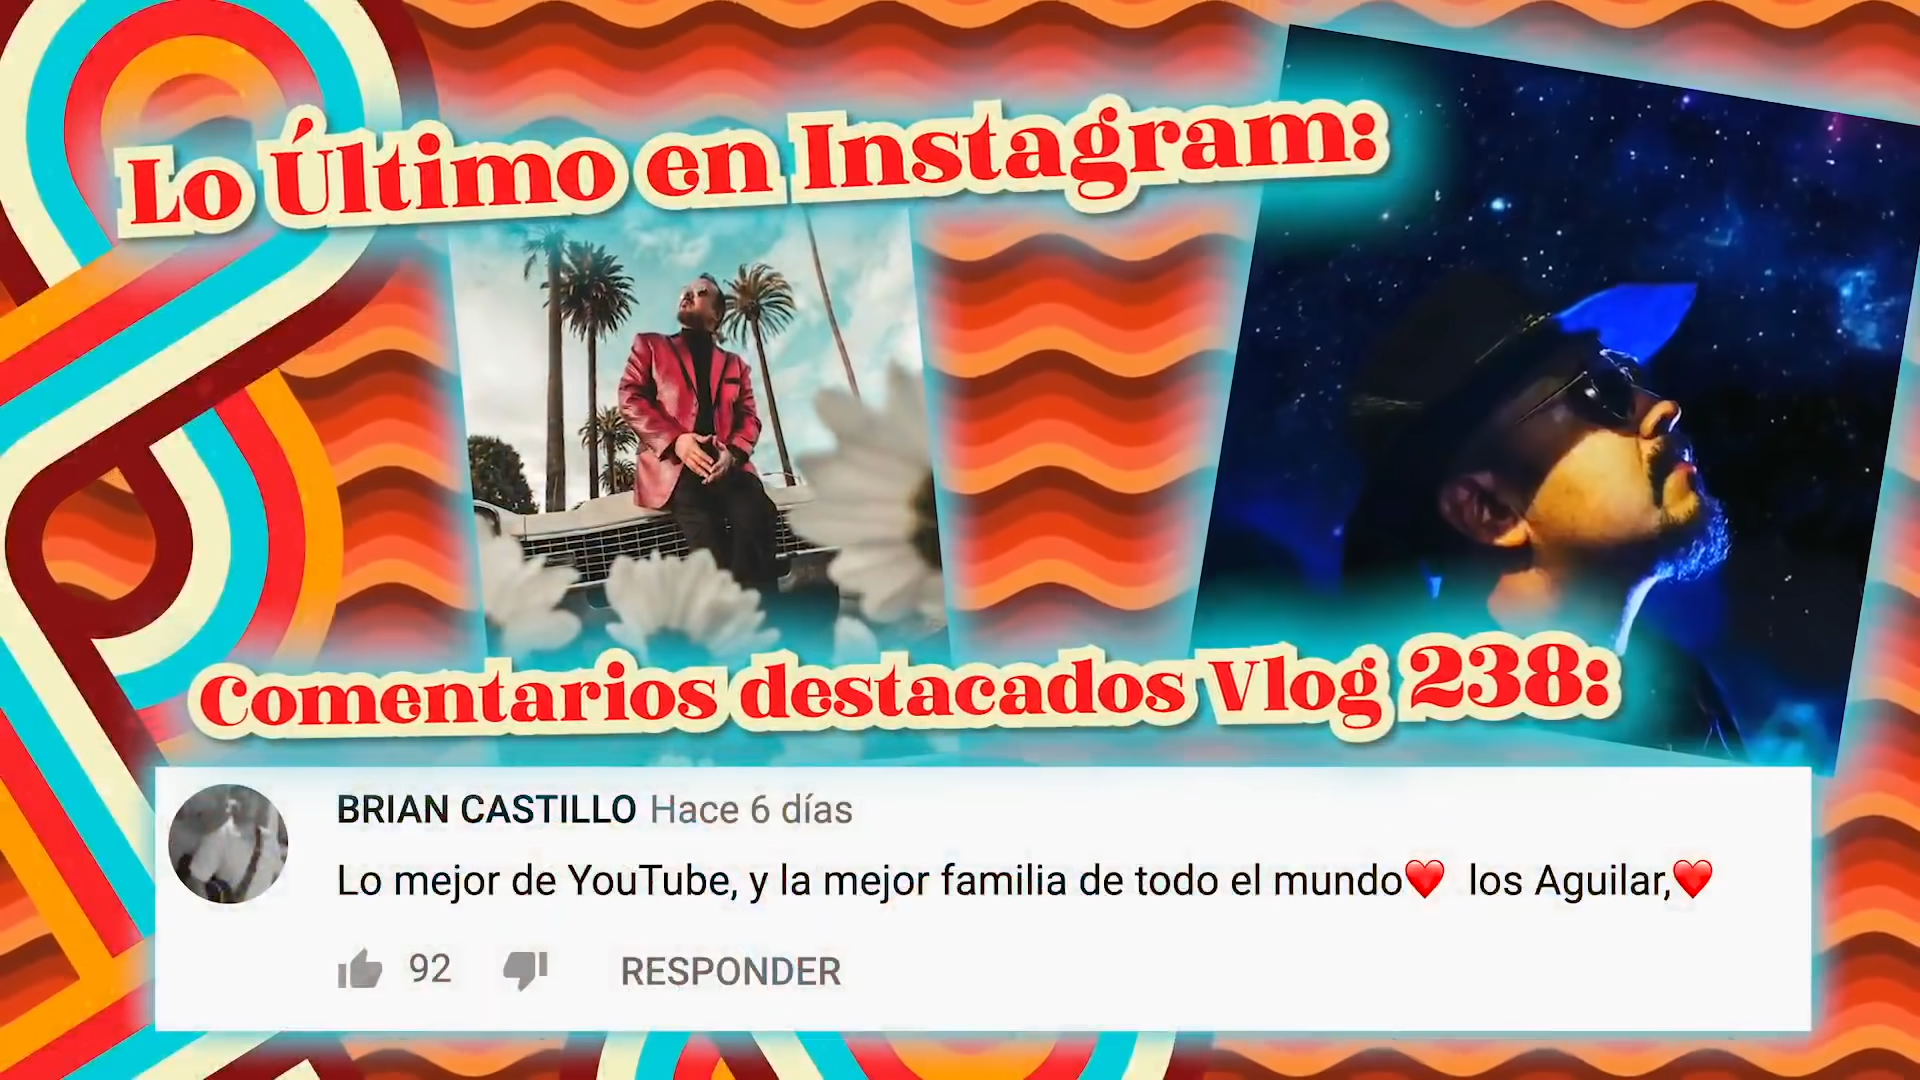 Lo Último en Instagram:
Comentarios destacados Vlog 238:
BRIAN CASTILLO Hace 6 días
Lo mejor de YouTube, y la mejor familia de todo el mundo❤️ los Aguilar,❤️
92 RESPONDER